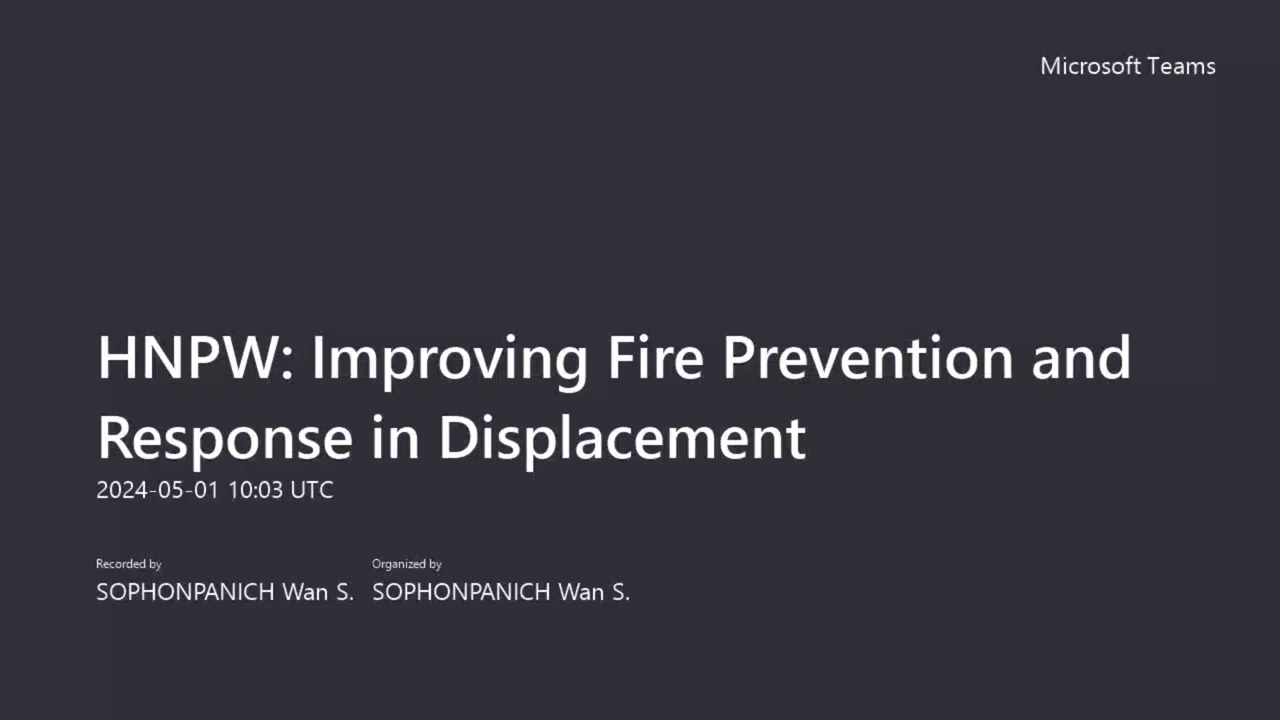 Microsoft Teams
HNPW: Improving Fire Prevention and
Response in Displacement
2024-05-01 10:03 UTC
Recorded by Organized by
SOPHONPANICH Wan S. SOPHONPANICH Wan S.